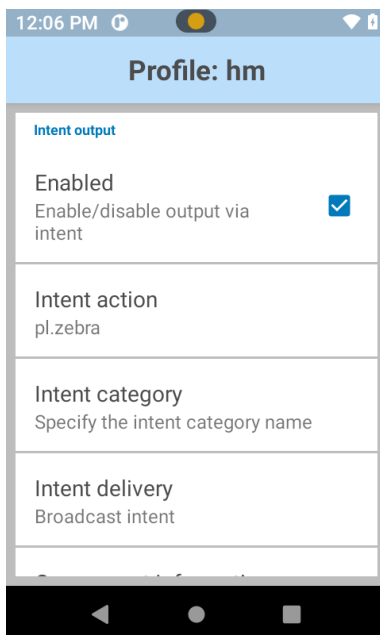 12:06 PM
Profile: hm
Intent output
Enabled
Enable/disable output via
intent
Intent action
pl.zebra
Intent category
Specify the intent category name
Intent delivery
Broadcast intent